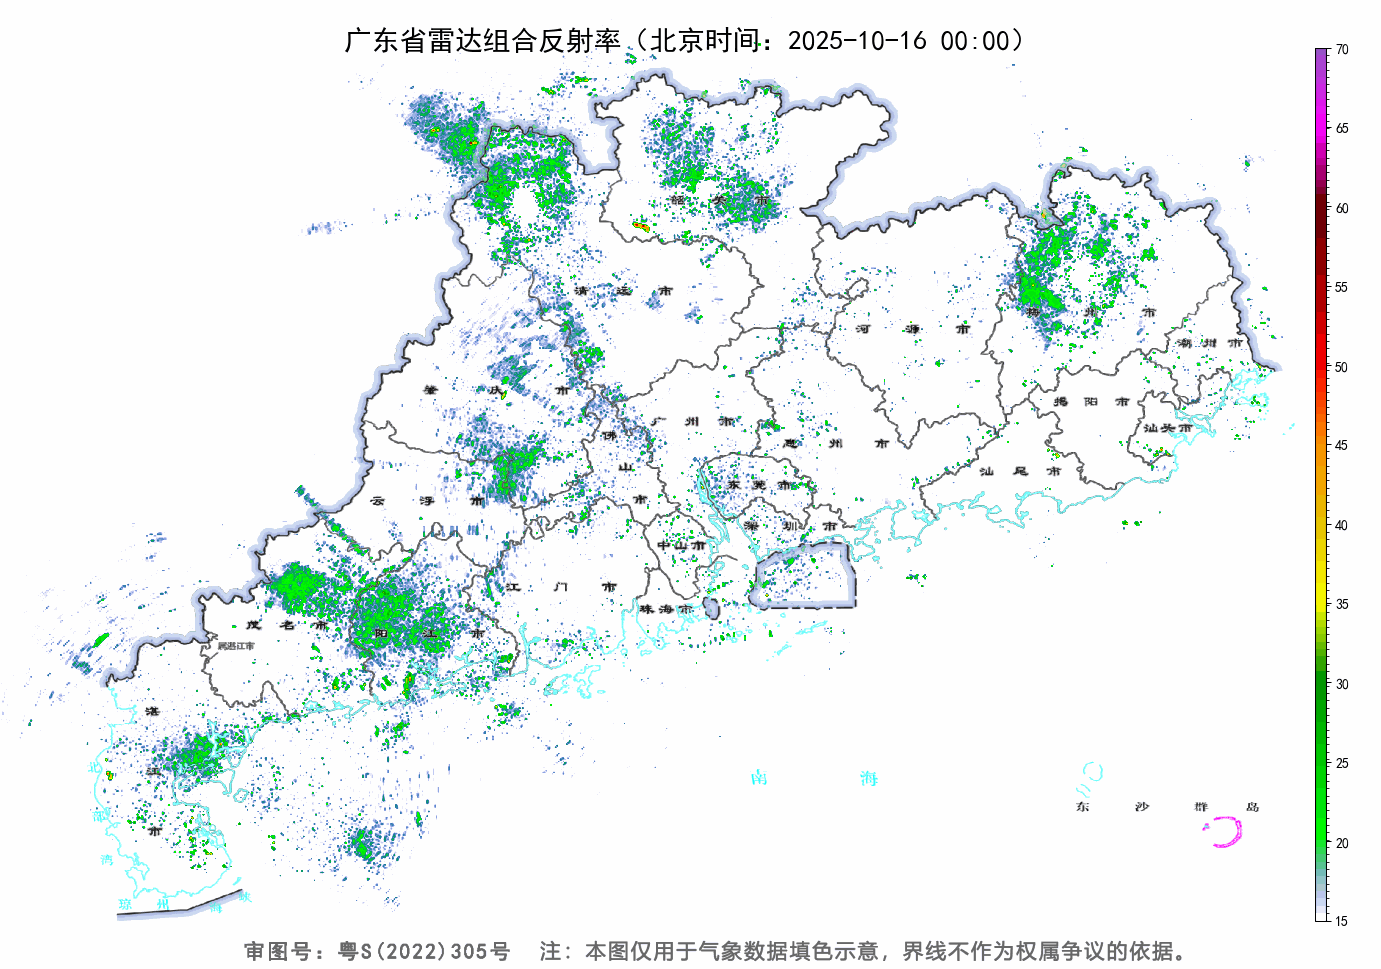 广东省雷达组合反射率（北京时间：2025-10-16 00:00）
70
65
60
55
50
45
40
35
30
25
20
15
韶关市
清远市
河源市
梅州市
潮州市
肇庆市
广州市
佛山市
惠州市
揭阳市
汕头市
汕尾市
云浮市
东莞市
深圳市
中山市
江门市
珠海市
茂名市
属湛江市
阳江市
湛江市
北部湾
琼州海峡
南海
东沙群岛
审图号：粤S(2022)305号 注：本图仅用于气象数据填色示意，界线不作为权属争议的依据。